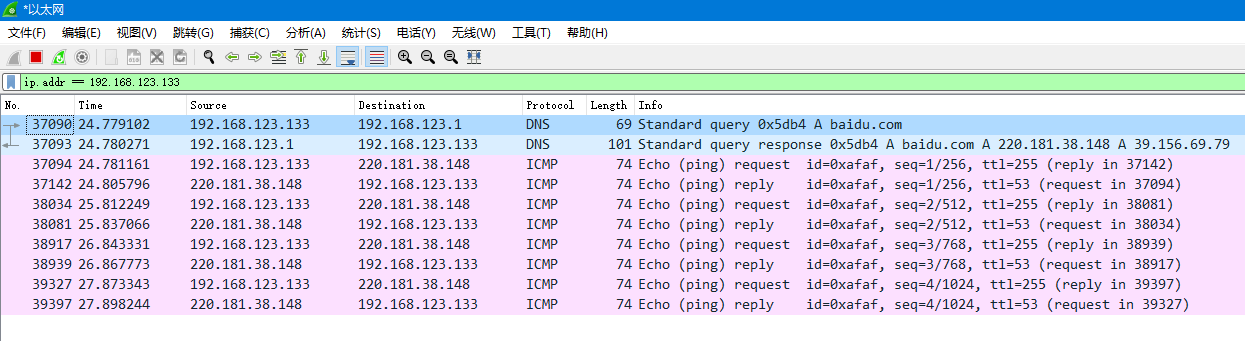 *以太网
文件(F) 编辑(E) 视图(V) 跳转(G) 捕获(C) 分析(A) 统计(S) 电话(Y) 无线(W) 工具(T) 帮助(H)
ip.addr == 192.168.123.133
No. Time Source Destination Protocol Length Info
37090 24.779102 192.168.123.133 192.168.123.1 DNS 69 Standard query 0x5db4 A baidu.com
37093 24.780271 192.168.123.1 192.168.123.133 DNS 101 Standard query response 0x5db4 A baidu.com A 220.181.38.148 A 39.156.69.79
37094 24.781161 192.168.123.133 220.181.38.148 ICMP 74 Echo (ping) request id=0xafaf, seq=1/256, ttl=255 (reply in 37142)
37142 24.805796 220.181.38.148 192.168.123.133 ICMP 74 Echo (ping) reply id=0xafaf, seq=1/256, ttl=53 (request in 37094)
38034 25.812249 192.168.123.133 220.181.38.148 ICMP 74 Echo (ping) request id=0xafaf, seq=2/512, ttl=255 (reply in 38081)
38081 25.837066 220.181.38.148 192.168.123.133 ICMP 74 Echo (ping) reply id=0xafaf, seq=2/512, ttl=53 (request in 38034)
38917 26.843331 192.168.123.133 220.181.38.148 ICMP 74 Echo (ping) request id=0xafaf, seq=3/768, ttl=255 (reply in 38939)
38939 26.867773 220.181.38.148 192.168.123.133 ICMP 74 Echo (ping) reply id=0xafaf, seq=3/768, ttl=53 (request in 38917)
39327 27.873343 192.168.123.133 220.181.38.148 ICMP 74 Echo (ping) request id=0xafaf, seq=4/1024, ttl=255 (reply in 39397)
39397 27.898244 220.181.38.148 192.168.123.133 ICMP 74 Echo (ping) reply id=0xafaf, seq=4/1024, ttl=53 (request in 39327)